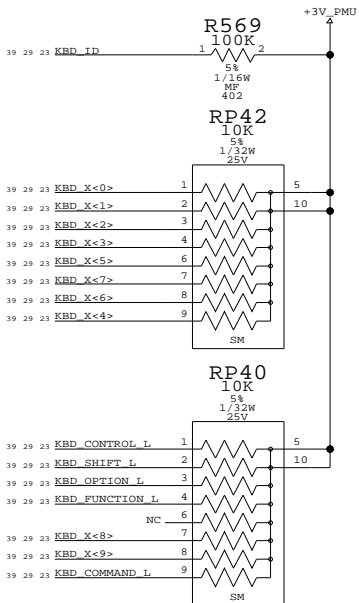 +3V_PMU
R569
100K
39 29 23 KBD_ID 1 2
5%
1/16W
MF
402
RP42
10K
5%
1/32W
25V
39 29 23 KBD_X<0> 1 5
39 29 23 KBD_X<1> 2 10
39 29 23 KBD_X<2> 3
39 29 23 KBD_X<3> 4
39 29 23 KBD_X<5> 6
39 29 23 KBD_X<7> 7
39 29 23 KBD_X<6> 8
39 29 23 KBD_X<4> 9
SM
RP40
10K
5%
1/32W
25V
39 29 23 KBD_CONTROL_L 1 5
39 29 23 KBD_SHIFT_L 2 10
39 29 23 KBD_OPTION_L 3
39 29 23 KBD_FUNCTION_L 4
NC 6
39 29 23 KBD_X<8> 7
39 29 23 KBD_X<9> 8
39 29 23 KBD_COMMAND_L 9
SM